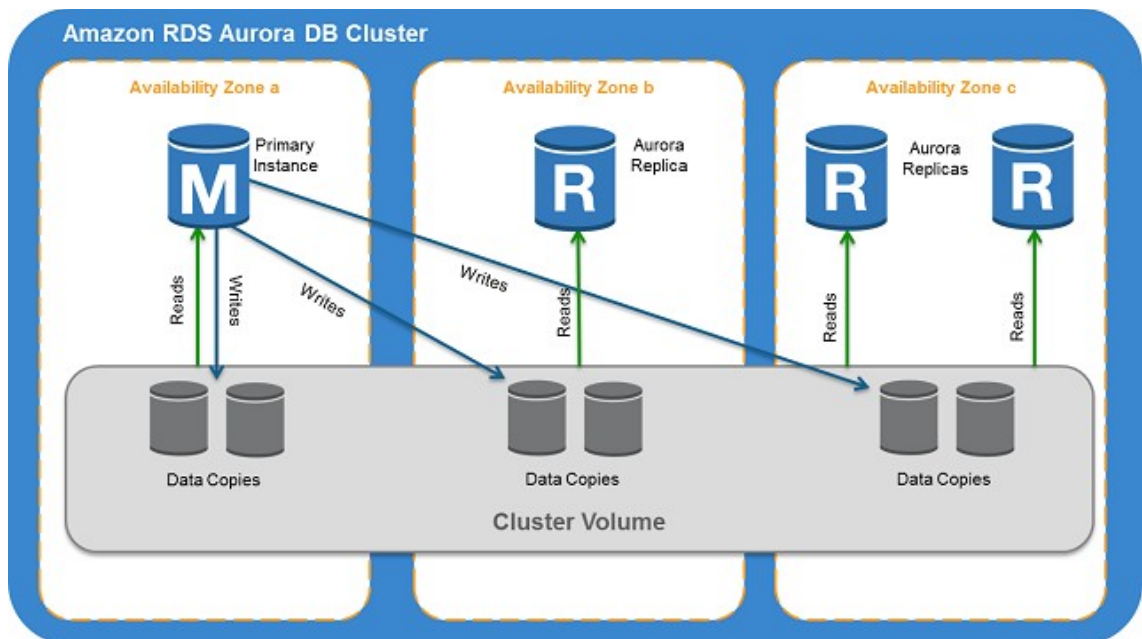 Amazon RDS Aurora DB Cluster
Availability Zone a
Availability Zone b
Availability Zone c
M
Primary
Instance
R
Aurora
Replica
R
Aurora
Replicas
R
Reads
Writes
Writes
Writes
Reads
Reads
Reads
Data Copies
Data Copies
Data Copies
Cluster Volume